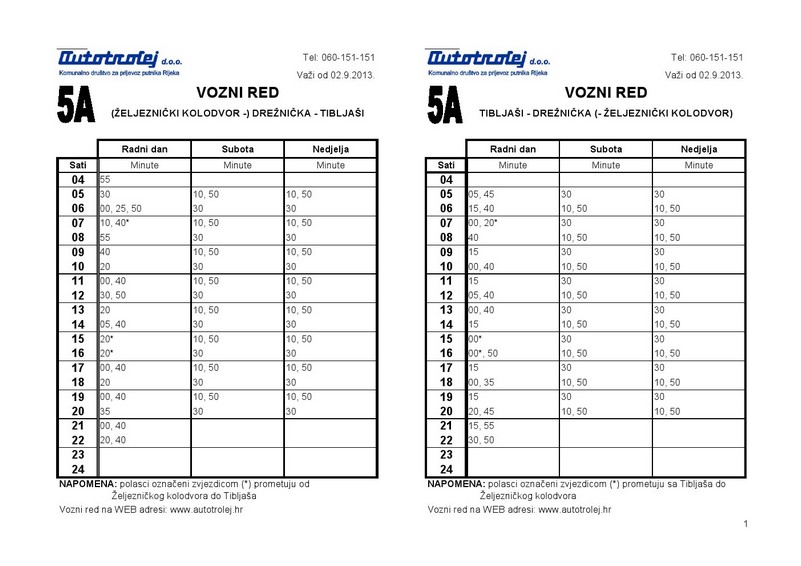 Autotrolej d.o.o.
Komunalno društvo za prijevoz putnika Rijeka
Tel: 060-151-151
Važi od 02.9.2013.
5A
VOZNI RED
(ŽELJEZNIČKI KOLODVOR -) DREŽNIČKA - TIBLJAŠI
Radni dan Subota Nedjelja
Sati Minute Minute Minute
04 55
05 30 10, 50 10, 50
06 00, 25, 50 30 30
07 10, 40* 10, 50 10, 50
08 55 30 30
09 40 10, 50 10, 50
10 20 30 30
11 00, 40 10, 50 10, 50
12 30, 50 30 30
13 20 10, 50 10, 50
14 05, 40 30 30
15 20* 10, 50 10, 50
16 20* 30 30
17 00, 40 10, 50 10, 50
18 20 30 30
19 00, 40 10, 50 10, 50
20 35 30 30
21 00, 40
22 20, 40
23
24
NAPOMENA: polasci označeni zvjezdicom (*) prometuju od
Željezničkog kolodvora do Tibljaša
Vozni red na WEB adresi: www.autotrolej.hr
Autotrolej d.o.o.
Komunalno društvo za prijevoz putnika Rijeka
Tel: 060-151-151
Važi od 02.9.2013.
5A
VOZNI RED
TIBLJAŠI - DREŽNIČKA (- ŽELJEZNIČKI KOLODVOR)
Radni dan Subota Nedjelja
Sati Minute Minute Minute
04
05 05, 45 30 30
06 15, 40 10, 50 10, 50
07 00, 20* 30 30
08 40 10, 50 10, 50
09 15 30 30
10 00, 40 10, 50 10, 50
11 15 30 30
12 05, 40 10, 50 10, 50
13 00, 40 30 30
14 15 10, 50 10, 50
15 00* 30 30
16 00*, 50 10, 50 10, 50
17 15 30 30
18 00, 35 10, 50 10, 50
19 15 30 30
20 20, 45 10, 50 10, 50
21 15, 55
22 30, 50
23
24
NAPOMENA: polasci označeni zvjezdicom (*) prometuju sa Tibljaša do
Željezničkog kolodvora
Vozni red na WEB adresi: www.autotrolej.hr
1